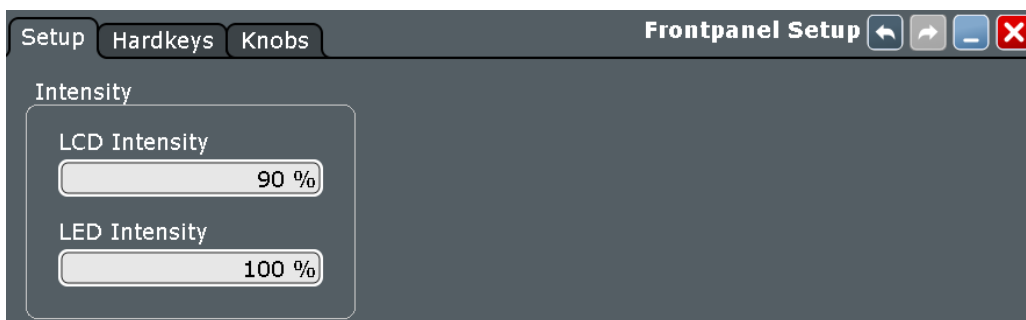 Setup Hardkeys Knobs Frontpanel Setup
Intensity
LCD Intensity
90 %
LED Intensity
100 %